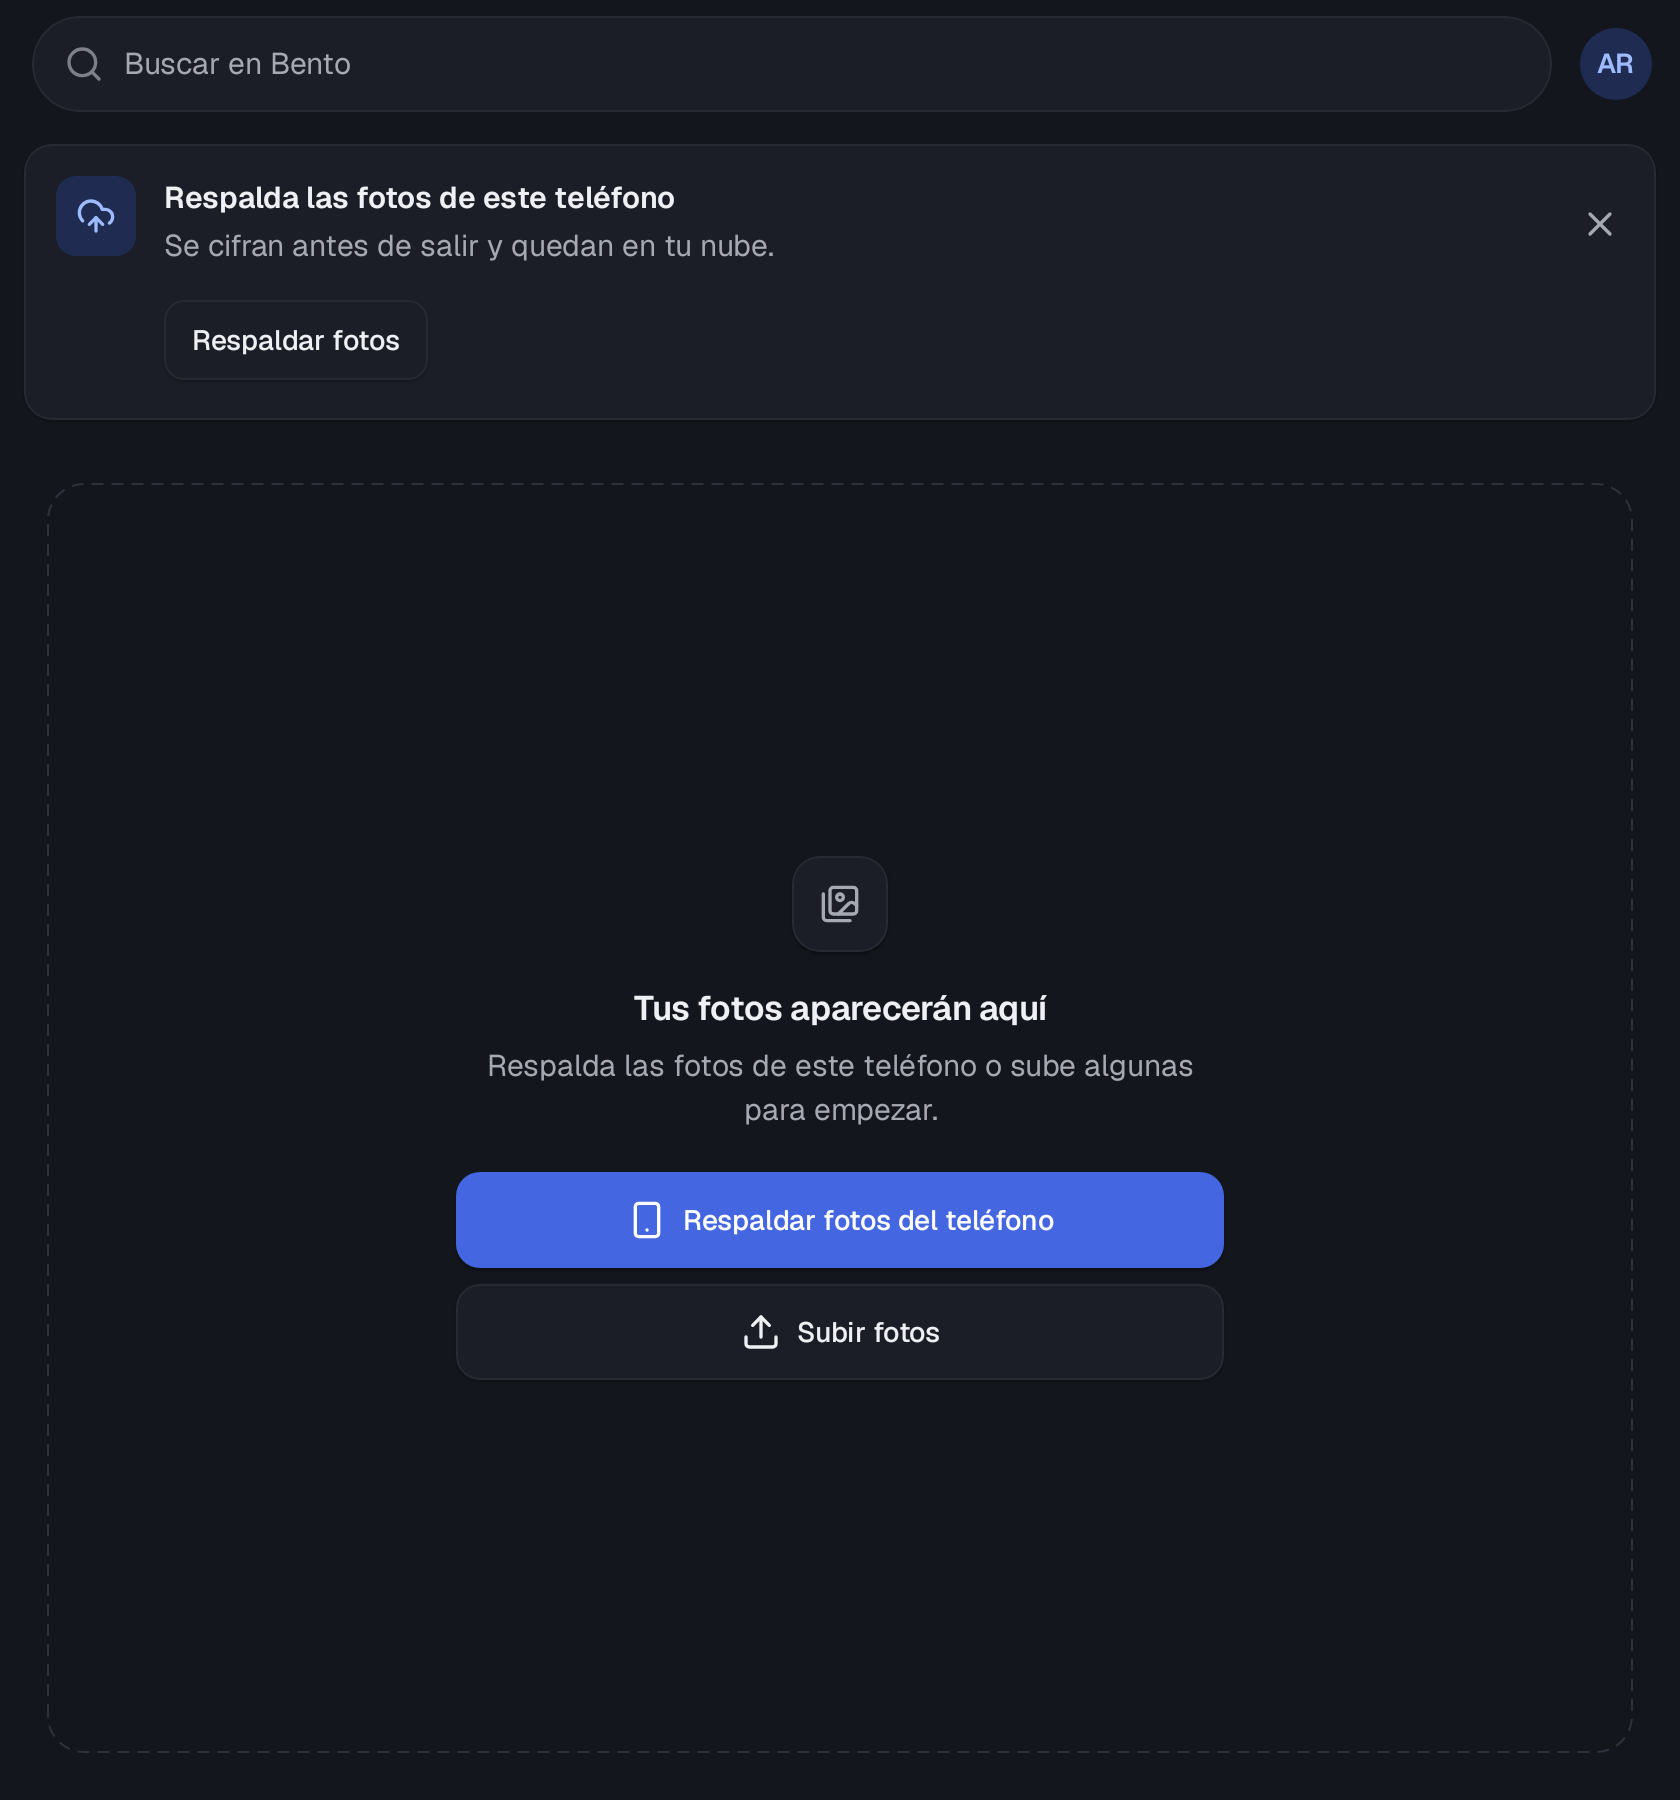 Buscar en Bento
AR
Respalda las fotos de este teléfono
Se cifran antes de salir y quedan en tu nube.
Respaldar fotos
Tus fotos aparecerán aquí
Respalda las fotos de este teléfono o sube algunas
para empezar.
Respaldar fotos del teléfono
Subir fotos